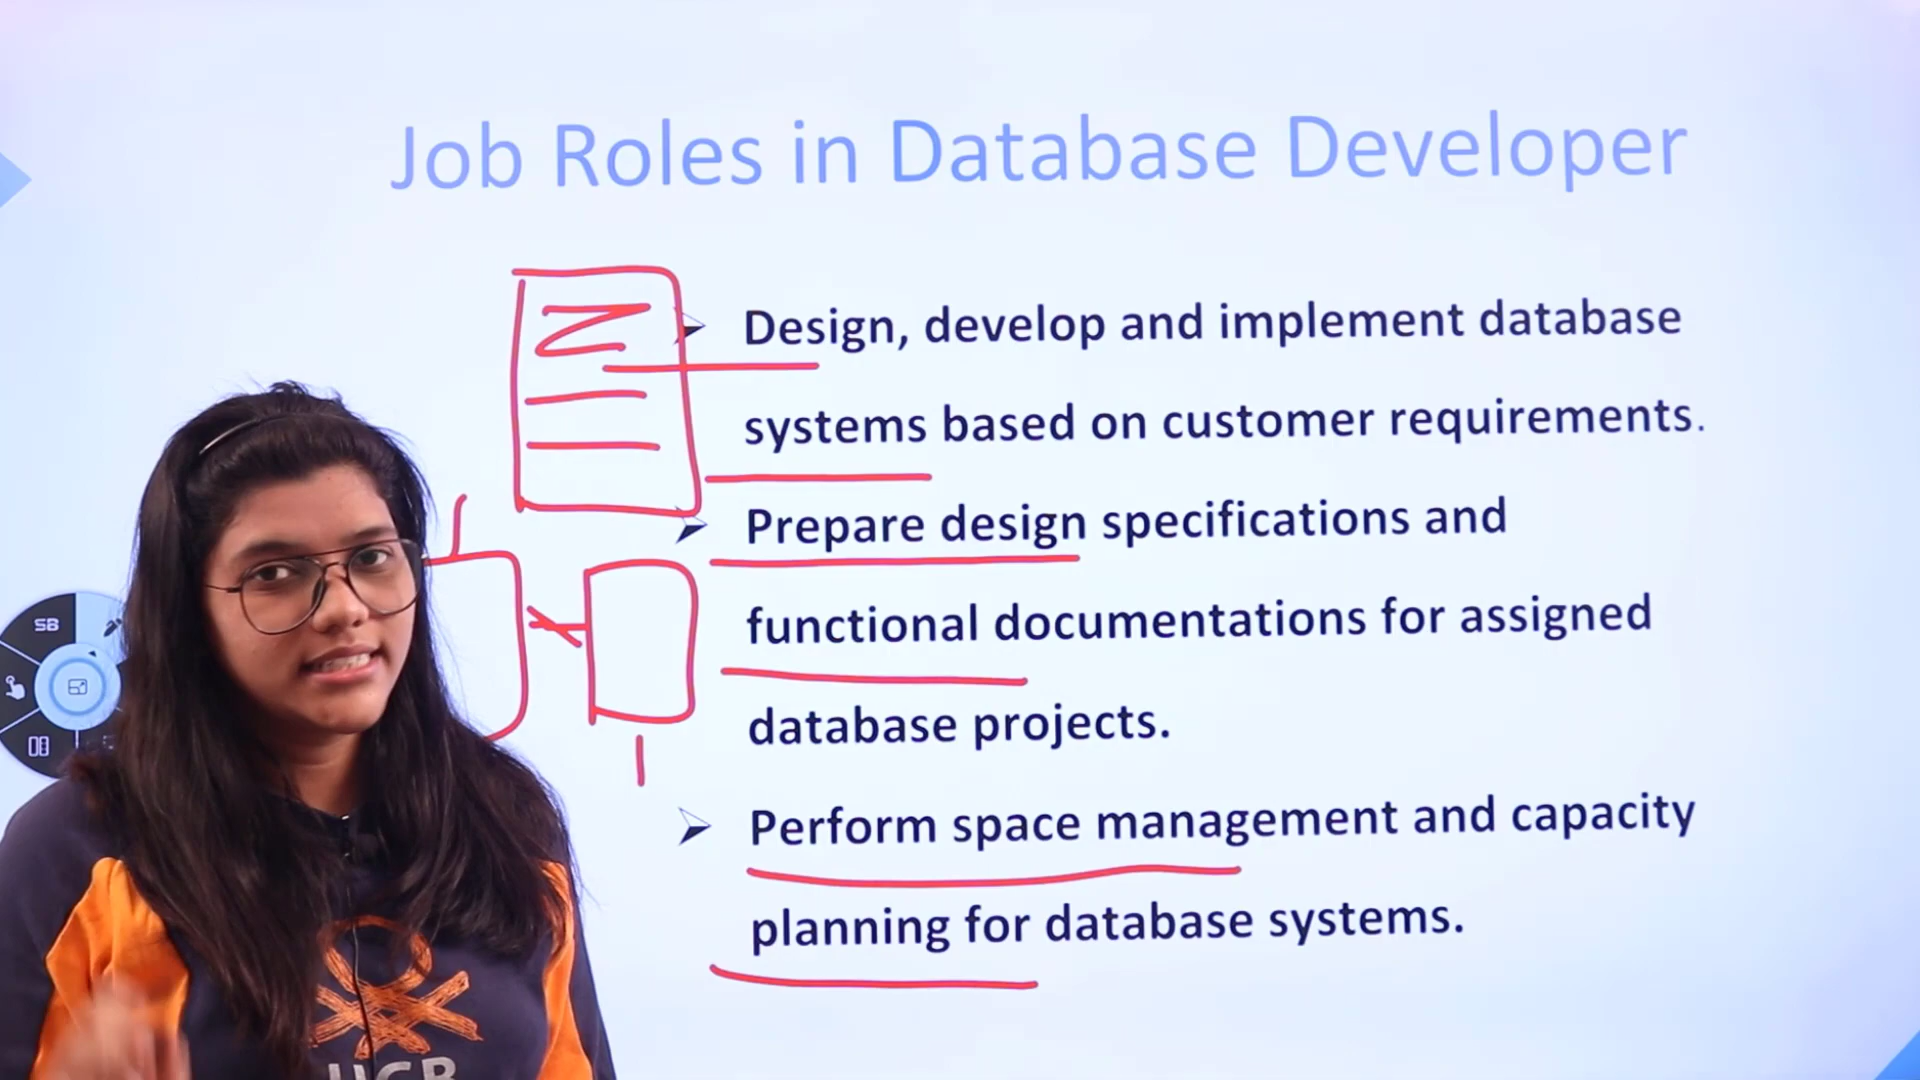 Job Roles in Database Developer
Design, develop and implement database
systems based on customer requirements.
Prepare design specifications and
functional documentations for assigned
database projects.
Perform space management and capacity
planning for database systems.
SB